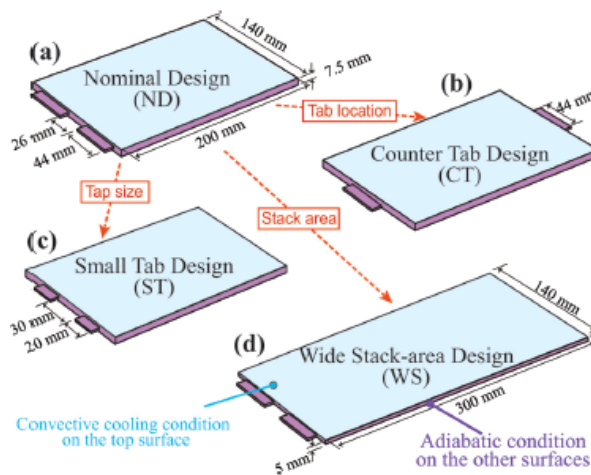 (a)
Nominal Design
(ND)
140 mm
7.5 mm
200 mm
26 mm
44 mm
Tab location
(b)
44 mm
Counter Tab Design
(CT)
Tap size
Stack area
(c)
Small Tab Design
(ST)
30 mm
20 mm
(d)
Wide Stack-area Design
(WS)
140 mm
300 mm
5 mm
Convective cooling condition
on the top surface
Adiabatic condition
on the other surfaces